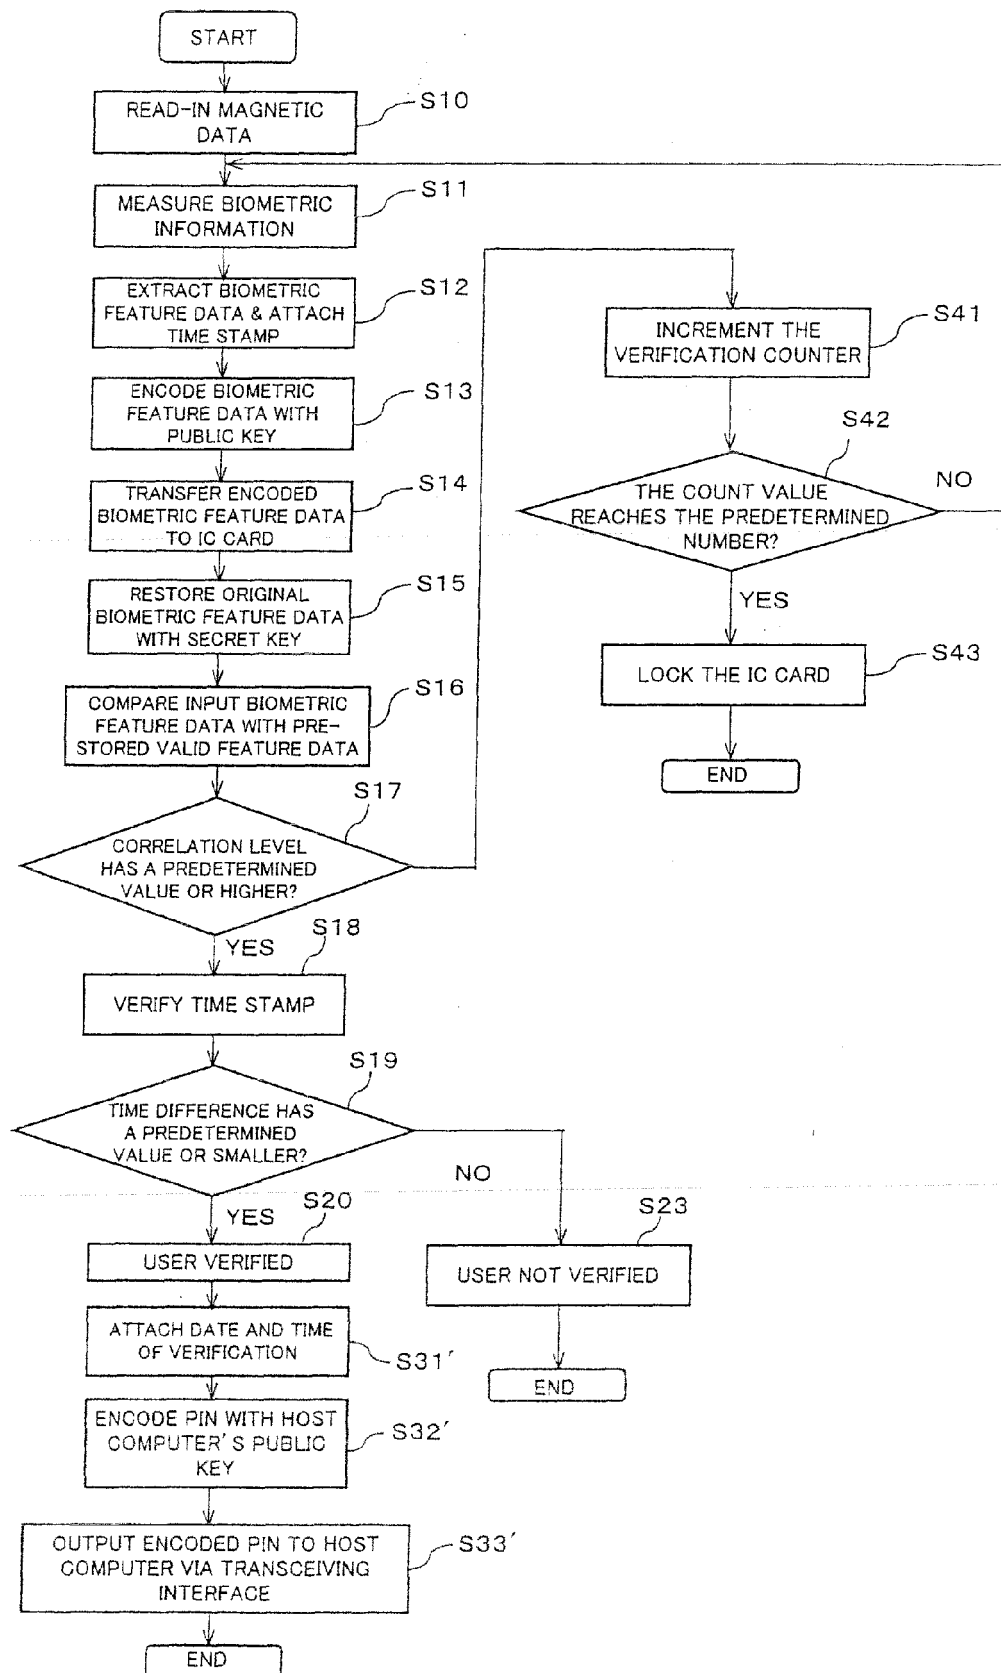 START
READ-IN MAGNETIC
DATA
S10
MEASURE BIOMETRIC
INFORMATION
S11
EXTRACT BIOMETRIC
FEATURE DATA & ATTACH
TIME STAMP
S12
ENCODE BIOMETRIC
FEATURE DATA WITH
PUBLIC KEY
S13
TRANSFER ENCODED
BIOMETRIC FEATURE DATA
TO IC CARD
S14
RESTORE ORIGINAL
BIOMETRIC FEATURE DATA
WITH SECRET KEY
S15
COMPARE INPUT BIOMETRIC
FEATURE DATA WITH PRE-
STORED VALID FEATURE DATA
S16
CORRELATION LEVEL
HAS A PREDETERMINED
VALUE OR HIGHER?
S17
YES
VERIFY TIME STAMP
S18
TIME DIFFERENCE HAS
A PREDETERMINED
VALUE OR SMALLER?
S19
NO
YES
USER VERIFIED
S20
ATTACH DATE AND TIME
OF VERIFICATION
S31′
ENCODE PIN WITH HOST
COMPUTER'S PUBLIC
KEY
S32′
OUTPUT ENCODED PIN TO HOST
COMPUTER VIA TRANSCEIVING
INTERFACE
S33′
END
USER NOT VERIFIED
S23
END
INCREMENT THE
VERIFICATION COUNTER
S41
THE COUNT VALUE
REACHES THE PREDETERMINED
NUMBER?
S42
NO
YES
LOCK THE IC CARD
S43
END